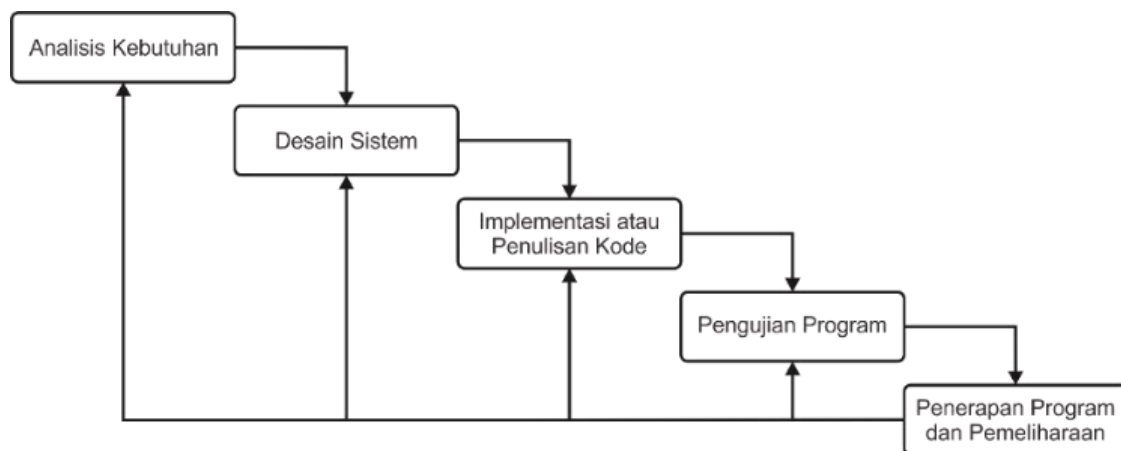 Analisis Kebutuhan
Desain Sistem
Implementasi atau
Penulisan Kode
Pengujian Program
Penerapan Program
dan Pemeliharaan